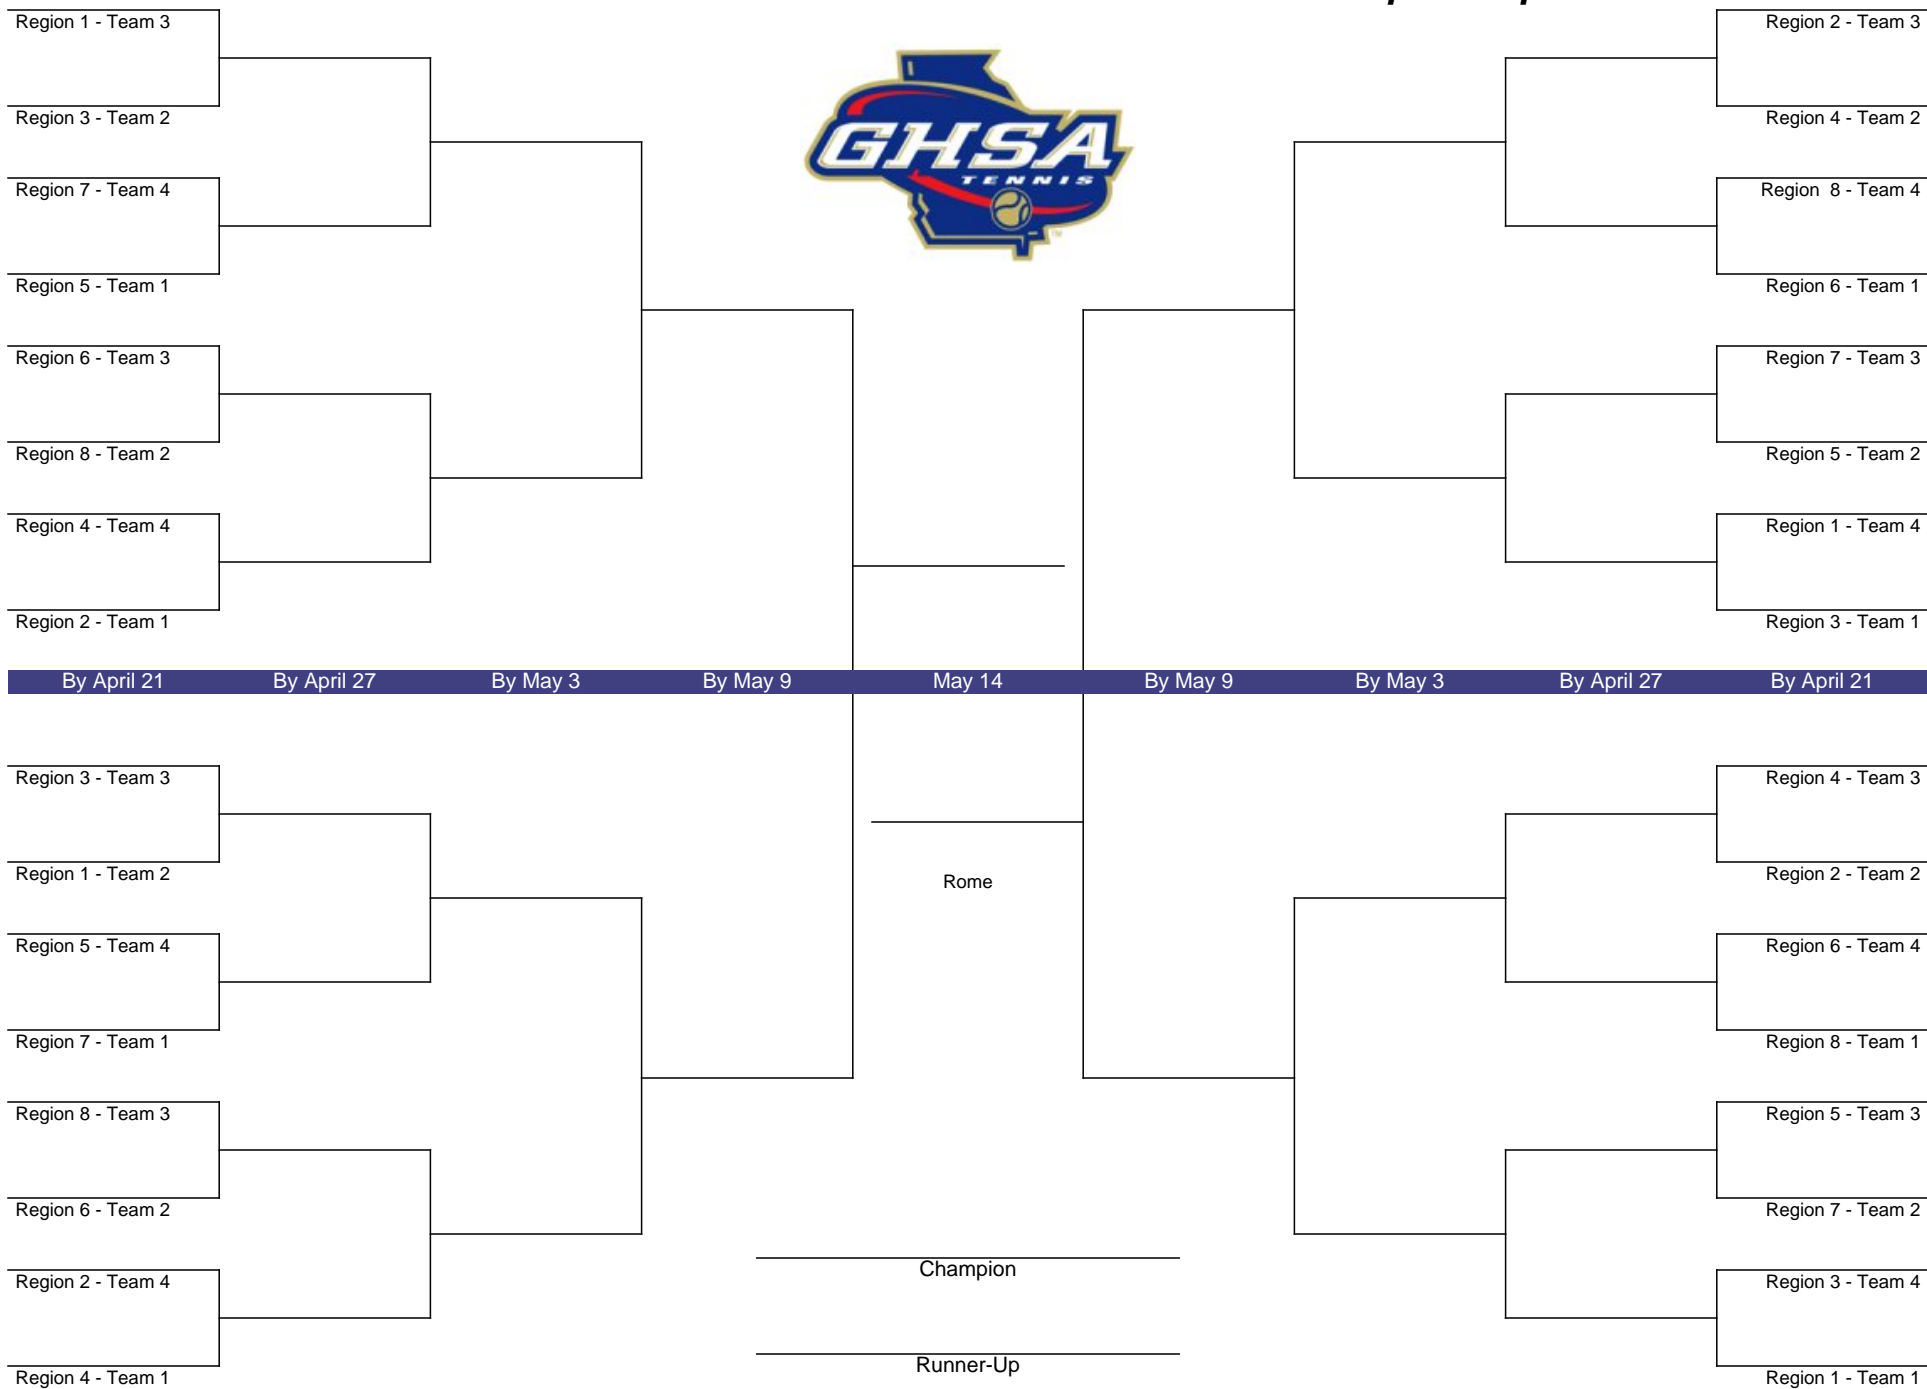 Region 1 - Team 3
Region 3 - Team 2
Region 7 - Team 4
Region 5 - Team 1
Region 6 - Team 3
Region 8 - Team 2
Region 4 - Team 4
Region 2 - Team 1
GHSA
TENNIS
TM
Region 2 - Team 3
Region 4 - Team 2
Region  8 - Team 4
Region 6 - Team 1
Region 7 - Team 3
Region 5 - Team 2
Region 1 - Team 4
Region 3 - Team 1
By April 21 By April 27 By May 3 By May 9 May 14 By May 9 By May 3 By April 27 By April 21
Region 3 - Team 3
Region 1 - Team 2
Region 5 - Team 4
Region 7 - Team 1
Region 8 - Team 3
Region 6 - Team 2
Region 2 - Team 4
Region 4 - Team 1
Rome
Champion
Runner-Up
Region 4 - Team 3
Region 2 - Team 2
Region 6 - Team 4
Region 8 - Team 1
Region 5 - Team 3
Region 7 - Team 2
Region 3 - Team 4
Region 1 - Team 1